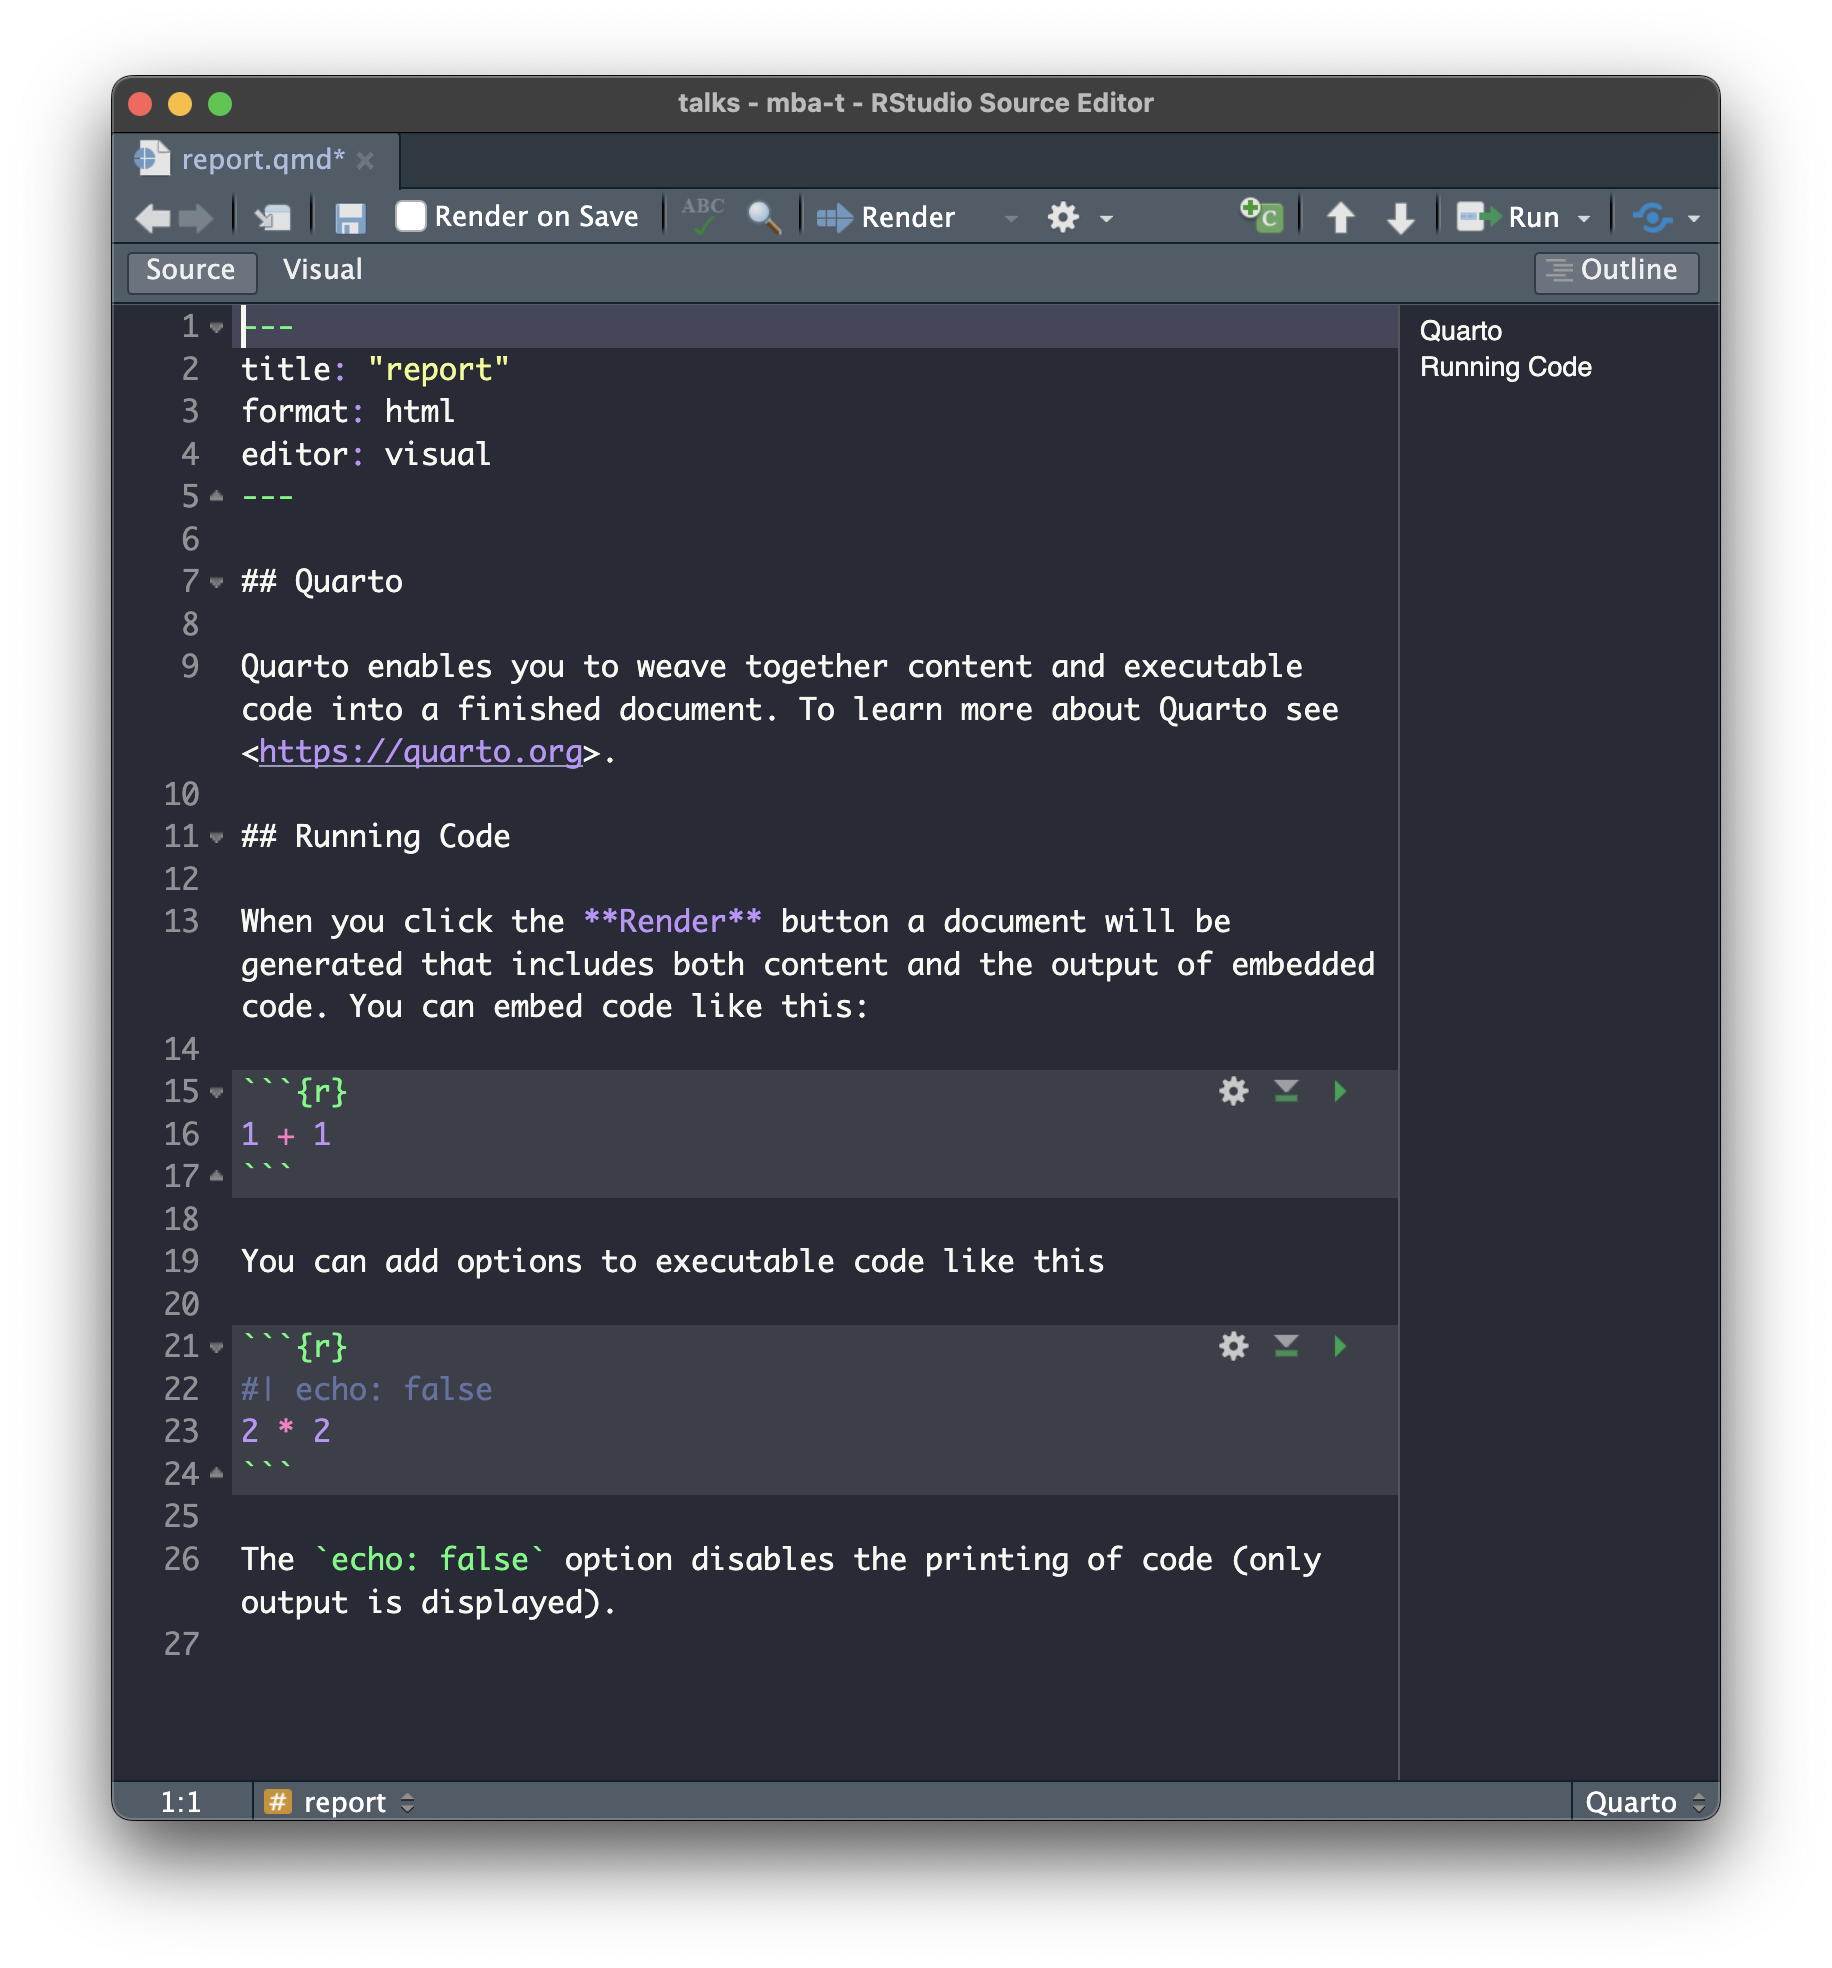 talks - mba-t - RStudio Source Editor
report.qmd*
Render on Save ABC Render C Run
Source Visual Outline
1 ---
2 title: "report"
3 format: html
4 editor: visual
5 ---
6
7 ## Quarto
8
9 Quarto enables you to weave together content and executable
code into a finished document. To learn more about Quarto see
<https://quarto.org>.
10
11 ## Running Code
12
13 When you click the **Render** button a document will be
generated that includes both content and the output of embedded
code. You can embed code like this:
14
15 ```{r}
16 1 + 1
17 ```
18
19 You can add options to executable code like this
20
21 ```{r}
22 #| echo: false
23 2 * 2
24 ```
25
26 The `echo: false` option disables the printing of code (only
output is displayed).
27
Quarto
Running Code
1:1 # report Quarto